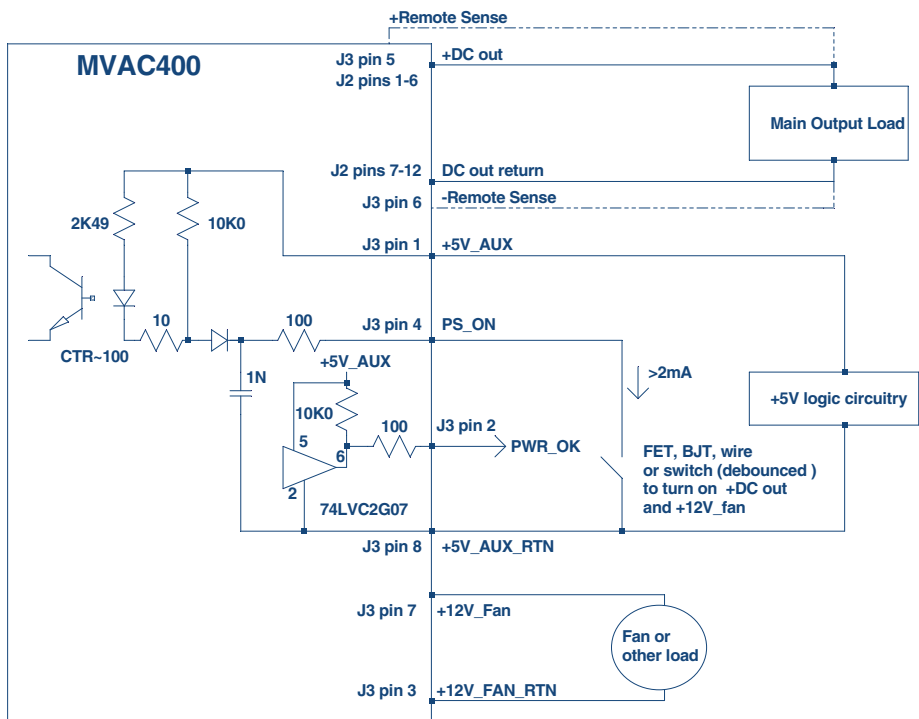 +Remote Sense
MVAC400
J3 pin 5
+DC out
J2 pins 1-6
Main Output Load
J2 pins 7-12
DC out return
J3 pin 6
-Remote Sense
2K49
10K0
J3 pin 1
+5V_AUX
10
100
J3 pin 4
PS_ON
CTR~100
+5V_AUX
1N
>2mA
10K0
+5V logic circuitry
100
J3 pin 2
5
6
PWR_OK
2
74LVC2G07
FET, BJT, wire
or switch (debounced )
to turn on +DC out
and +12V_fan
J3 pin 8
+5V_AUX_RTN
J3 pin 7
+12V_Fan
Fan or
other load
J3 pin 3
+12V_FAN_RTN